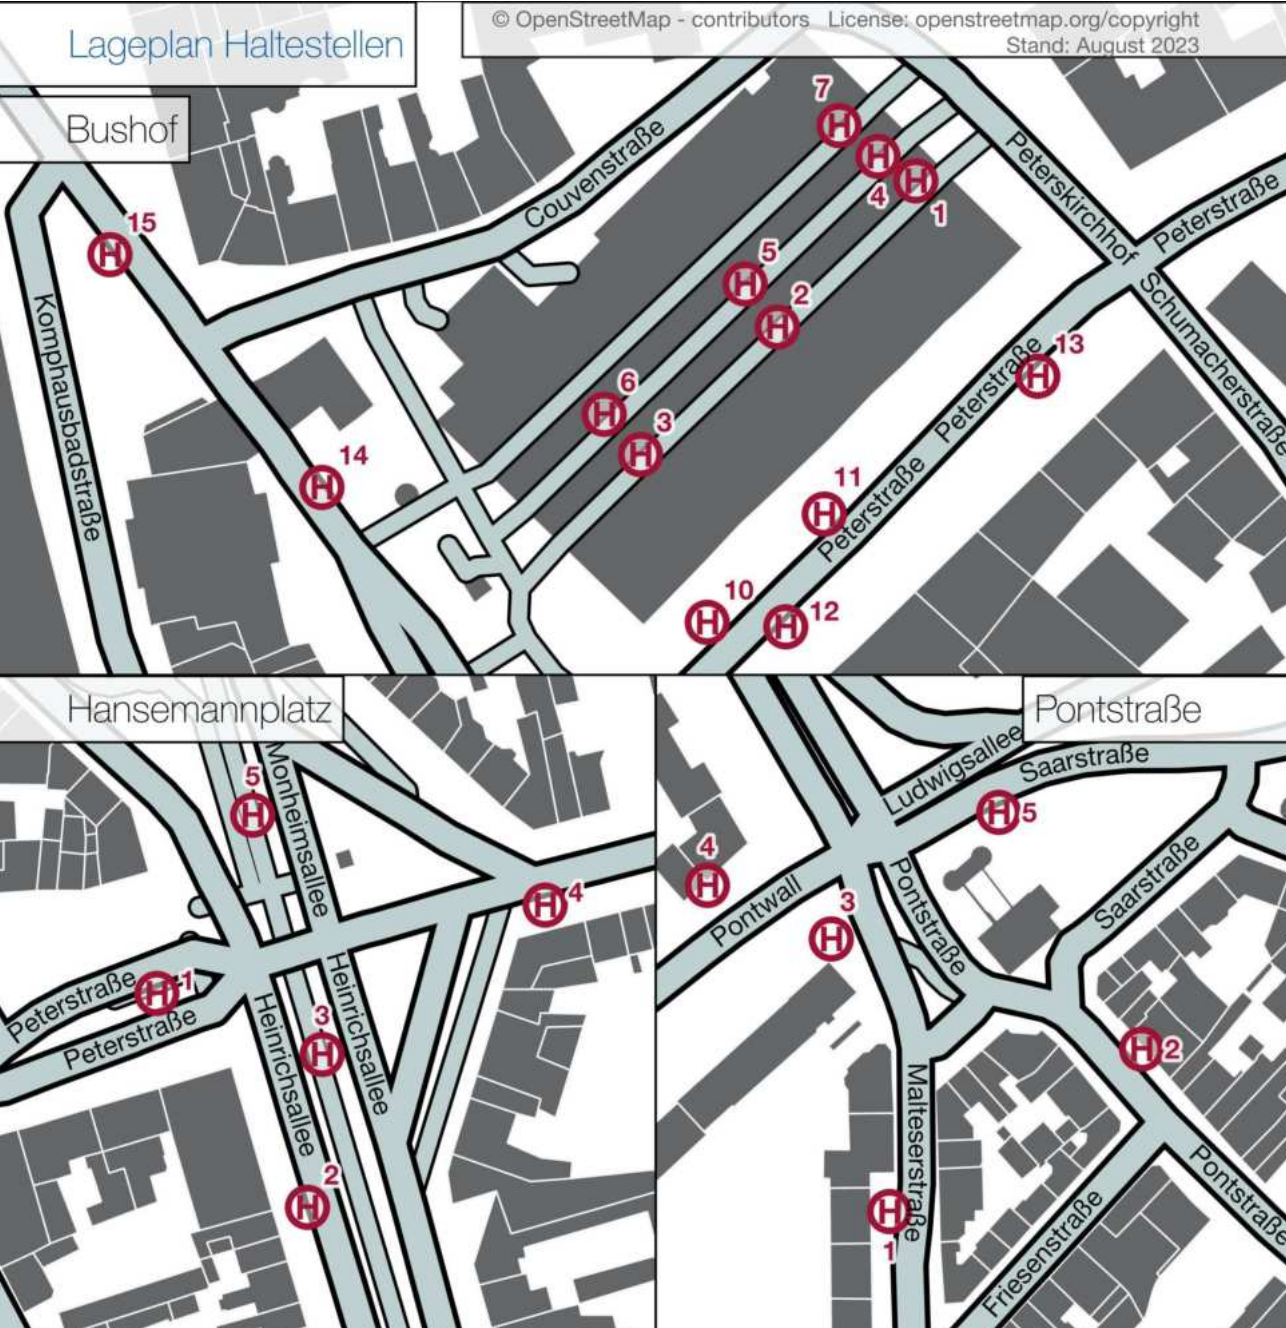 Lageplan Haltestellen
© OpenStreetMap - contributors License: openstreetmap.org/copyright
Stand: August 2023
Bushof
7
4
1
15
5
2
6
3
14
13
11
10
12
Couvenstraße
Peterskirchhof
Peterstraße
Schumacherstraße
Komphausbadstraße
Peterstraße
Peterstraße
Hansemannplatz
5
4
1
3
2
Monheimsallee
Peterstraße
Peterstraße
Heinrichsallee
Heinrichsallee
Pontstraße
4
5
3
2
1
Ludwigsallee
Saarstraße
Saarstraße
Pontwall
Pontstraße
Malteserstraße
Pontstraße
Friesenstraße